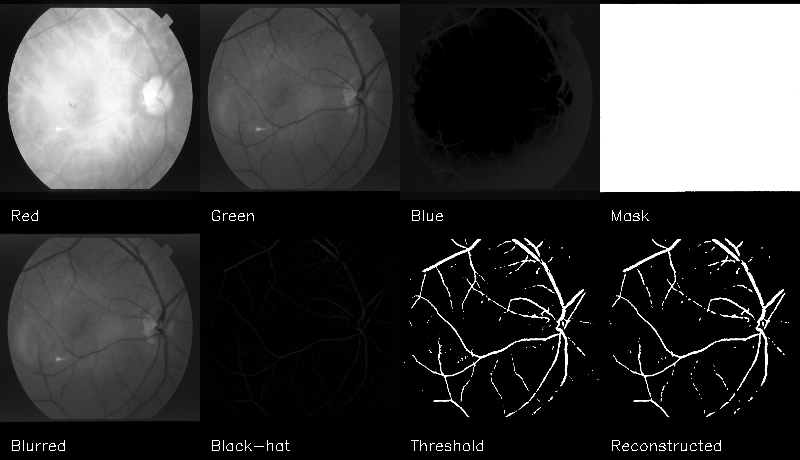 Red
Green
Blue
Mask
Blurred
Black-hat
Threshold
Reconstructed